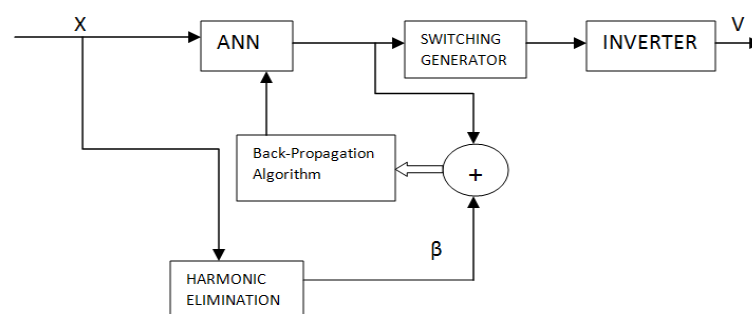 X
ANN
SWITCHING
GENERATOR
INVERTER
V
Back-Propagation
Algorithm
+
β
HARMONIC
ELIMINATION